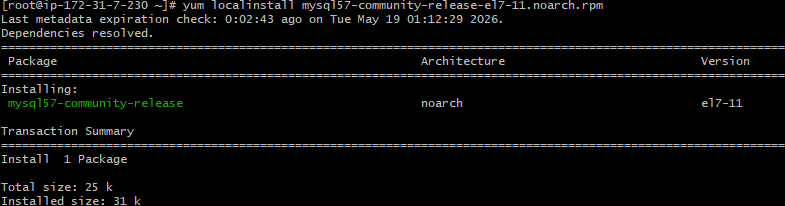 [root@ip-172-31-7-230 ~]# yum localinstall mysql57-community-release-el7-11.noarch.rpm
Last metadata expiration check: 0:02:43 ago on Tue May 19 01:12:29 2026.
Dependencies resolved.
================================================================================
Package Architecture Version
================================================================================
Installing:
mysql57-community-release noarch el7-11
Transaction Summary
================================================================================
Install 1 Package
Total size: 25 k
Installed size: 31 k